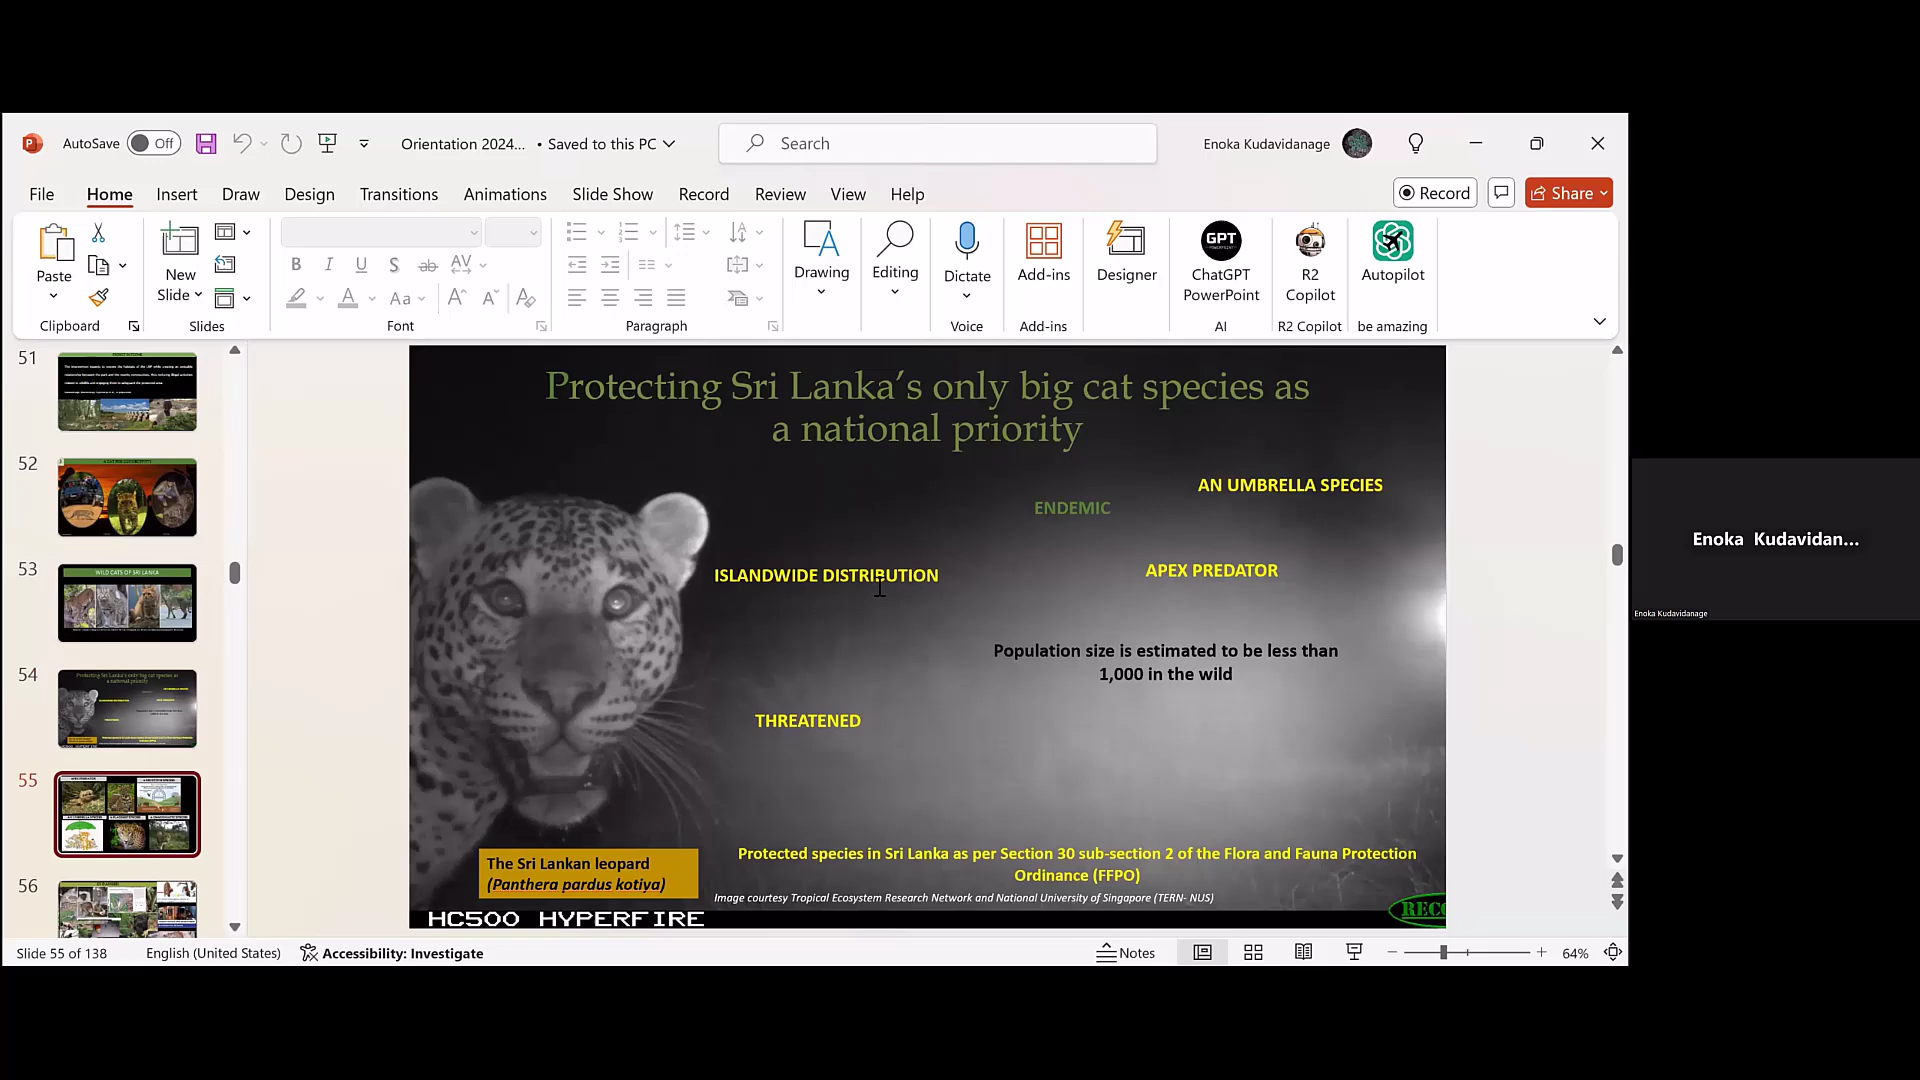 AutoSave Off Orientation 2024... • Saved to this PC Search Enoka Kudavidanage
File Home Insert Draw Design Transitions Animations Slide Show Record Review View Help Record Share
Paste
New
Slide
Drawing
Editing
Dictate
Add-ins
Designer
ChatGPT
PowerPoint
GPT
R2
Copilot
Autopilot
Clipboard Slides Font Paragraph Voice Add-ins AI R2 Copilot be amazing
51
52
53
WILD CATS OF SRI LANKA
54
55
56
Protecting Sri Lanka's only big cat species as
a national priority
AN UMBRELLA SPECIES
ENDEMIC
ISLANDWIDE DISTRIBUTION
APEX PREDATOR
Population size is estimated to be less than
1,000 in the wild
THREATENED
The Sri Lankan leopard
(Panthera pardus kotiya)
Protected species in Sri Lanka as per Section 30 sub-section 2 of the Flora and Fauna Protection
Ordinance (FFPO)
Image courtesy Tropical Ecosystem Research Network and National University of Singapore (TERN- NUS)
HC500 HYPERFIRE
RECO
Slide 55 of 138 English (United States) Accessibility: Investigate Notes 64%
Enoka Kudavidan...
Enoka Kudavidanage